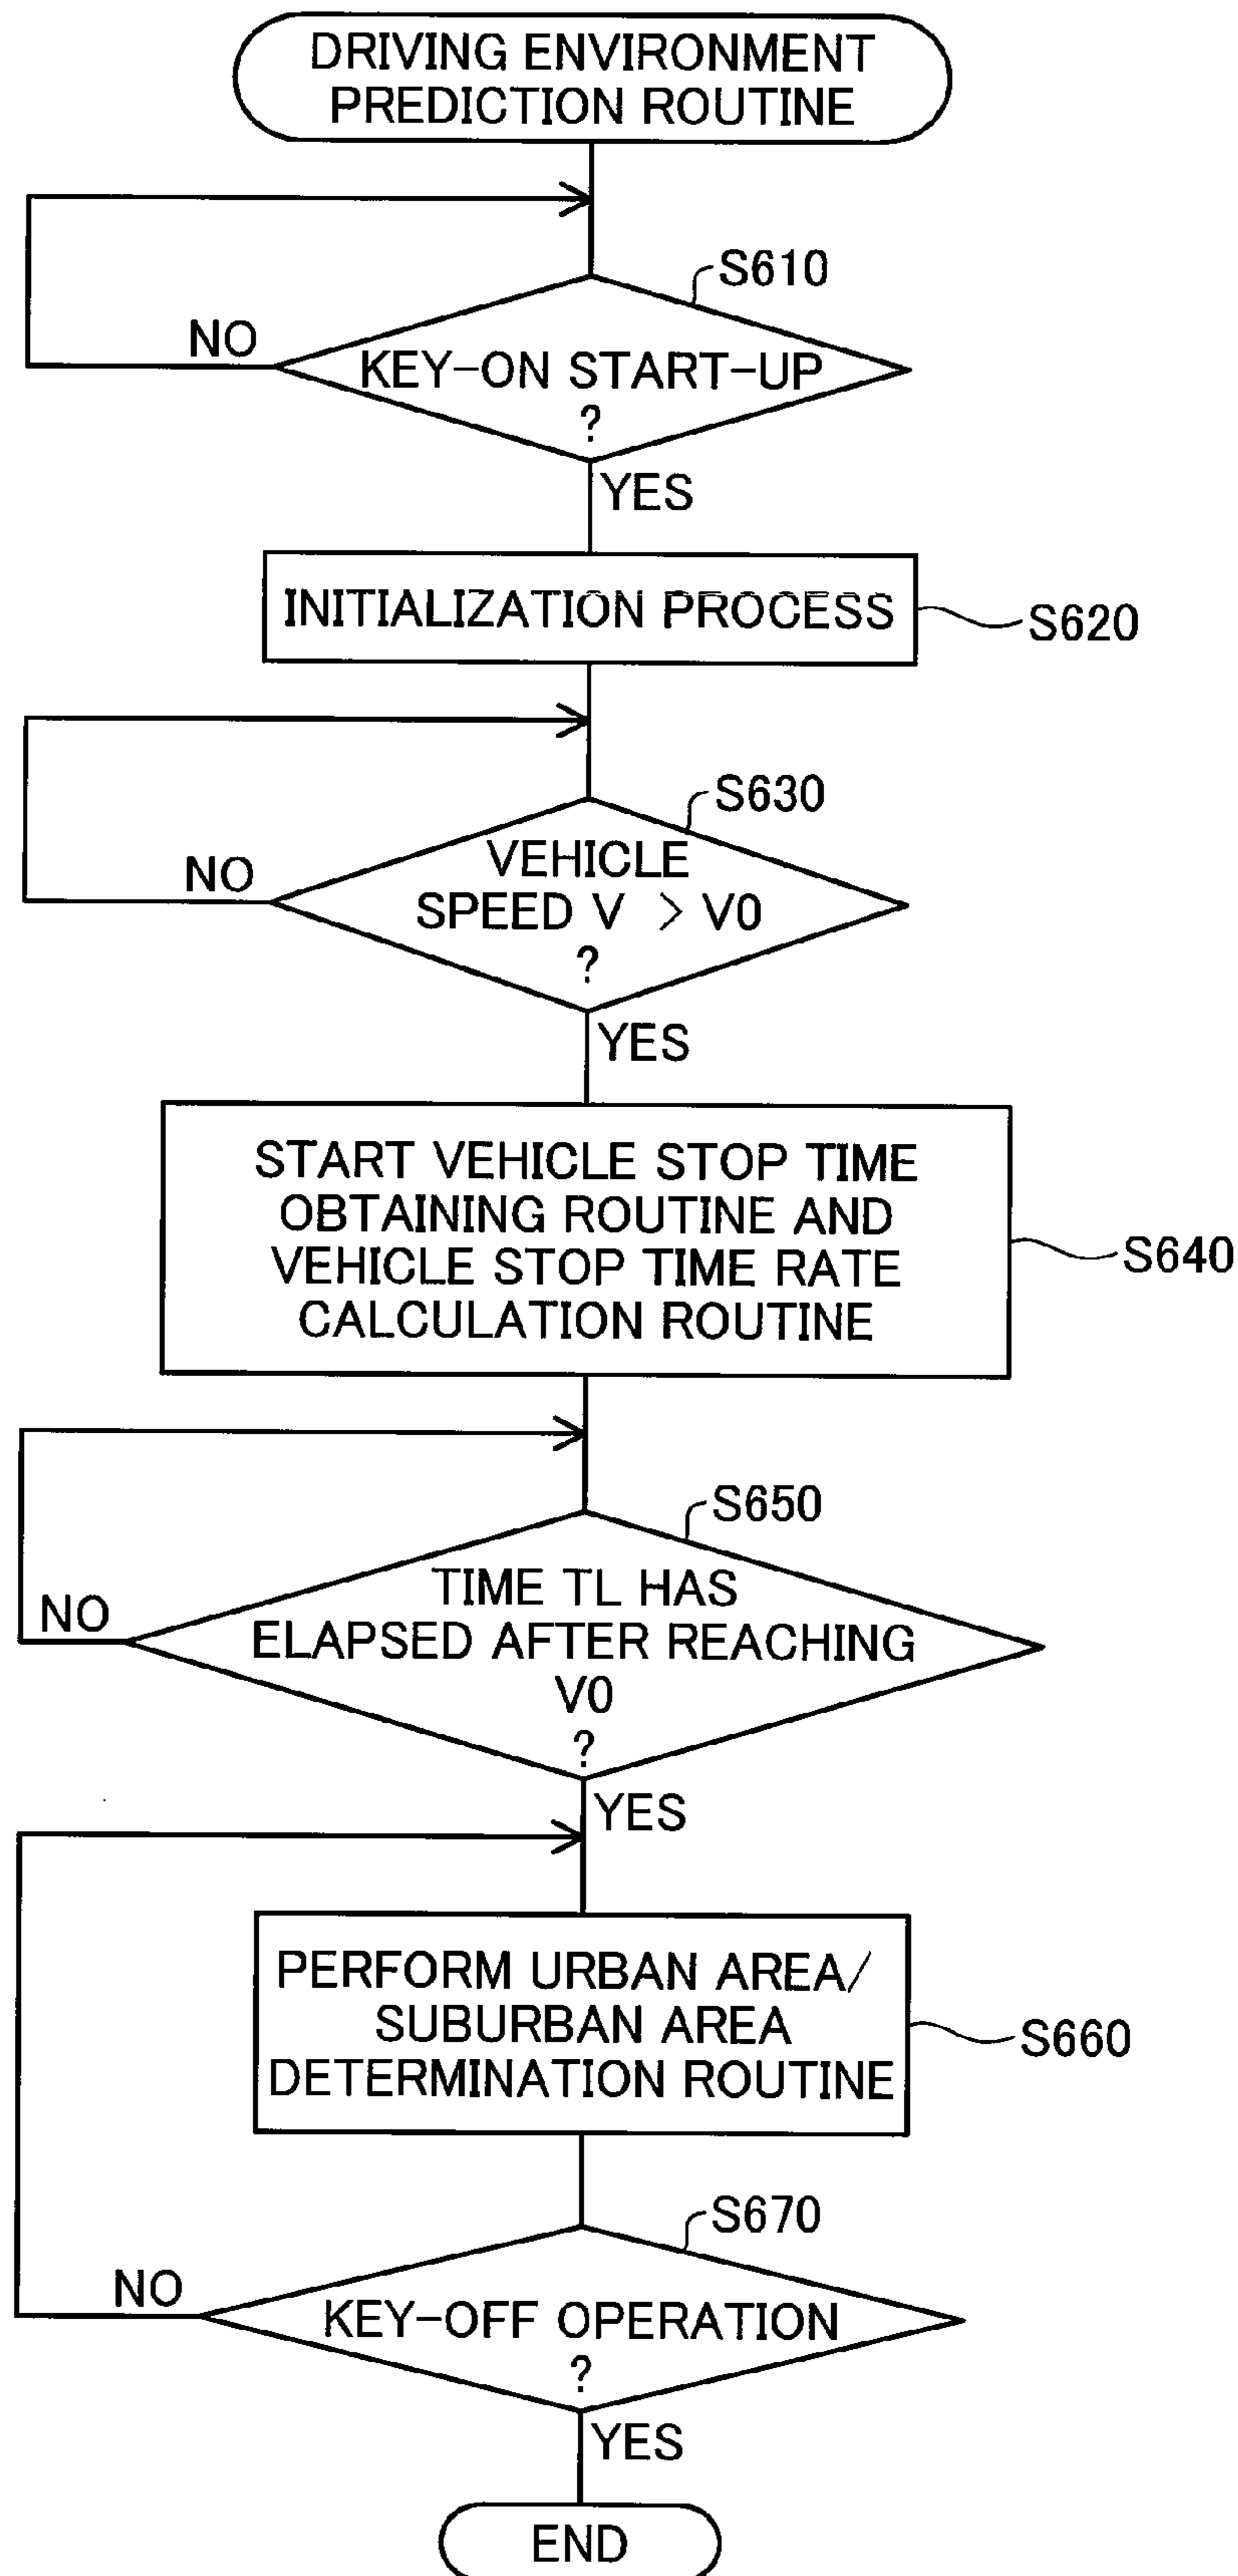 DRIVING ENVIRONMENT
PREDICTION ROUTINE
S610
NO
KEY-ON START-UP
?
YES
INITIALIZATION PROCESS
S620
S630
NO
VEHICLE
SPEED V > V0
?
YES
START VEHICLE STOP TIME
OBTAINING ROUTINE AND
VEHICLE STOP TIME RATE
CALCULATION ROUTINE
S640
S650
NO
TIME TL HAS
ELAPSED AFTER REACHING
V0
?
YES
PERFORM URBAN AREA/
SUBURBAN AREA
DETERMINATION ROUTINE
S660
S670
NO
KEY-OFF OPERATION
?
YES
END